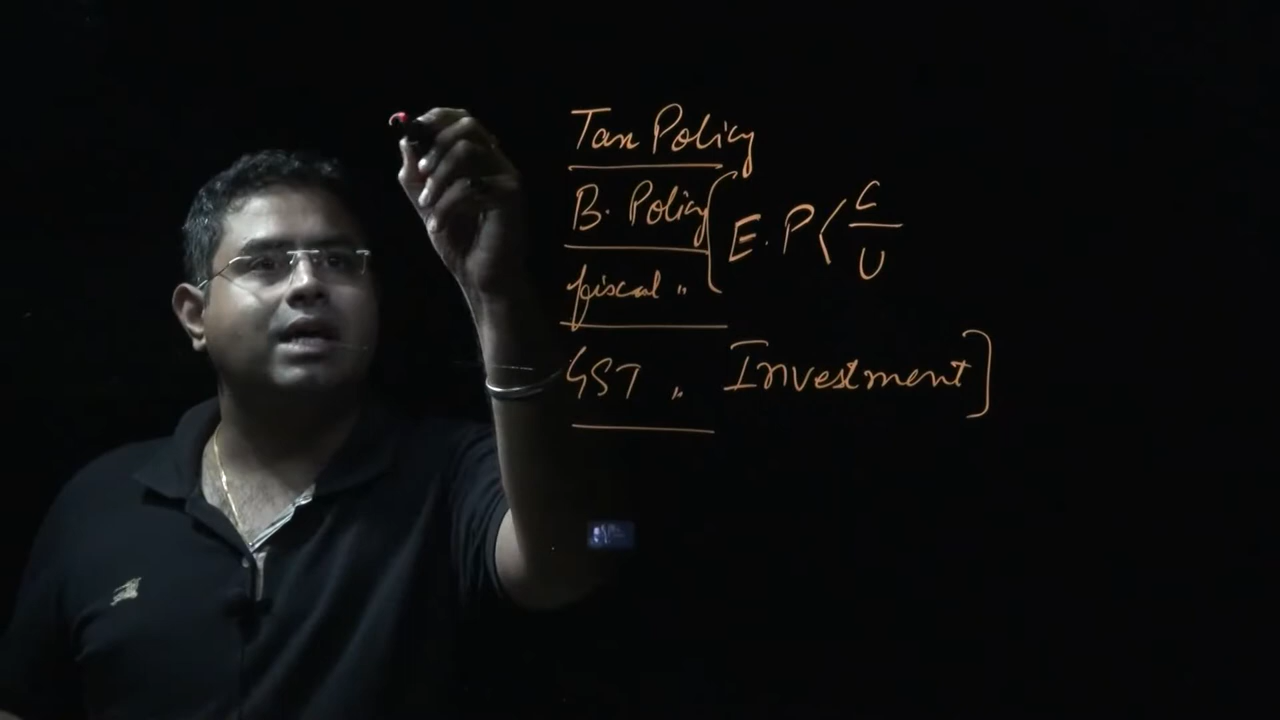 Tax Policy
B. Policy
fiscal "
E.P < C
U
GST " Investment]